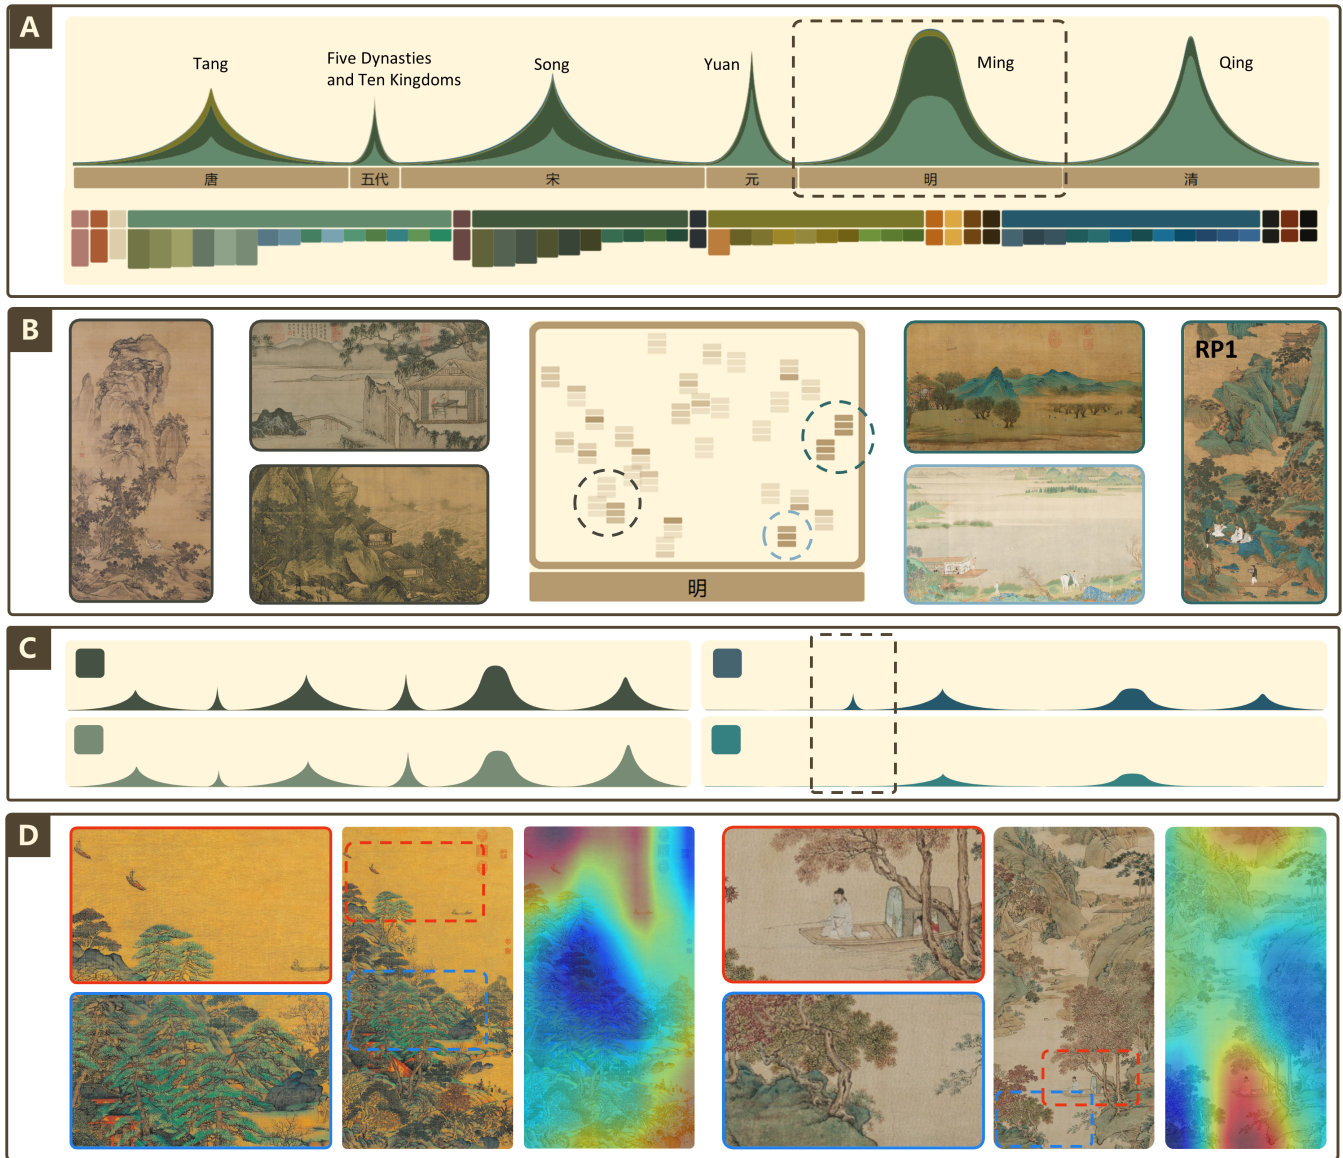 A
Tang
Five Dynasties
and Ten Kingdoms
Song
Yuan
Ming
Qing
唐
五代
宋
元
明
清
B
明
RP1
C
D